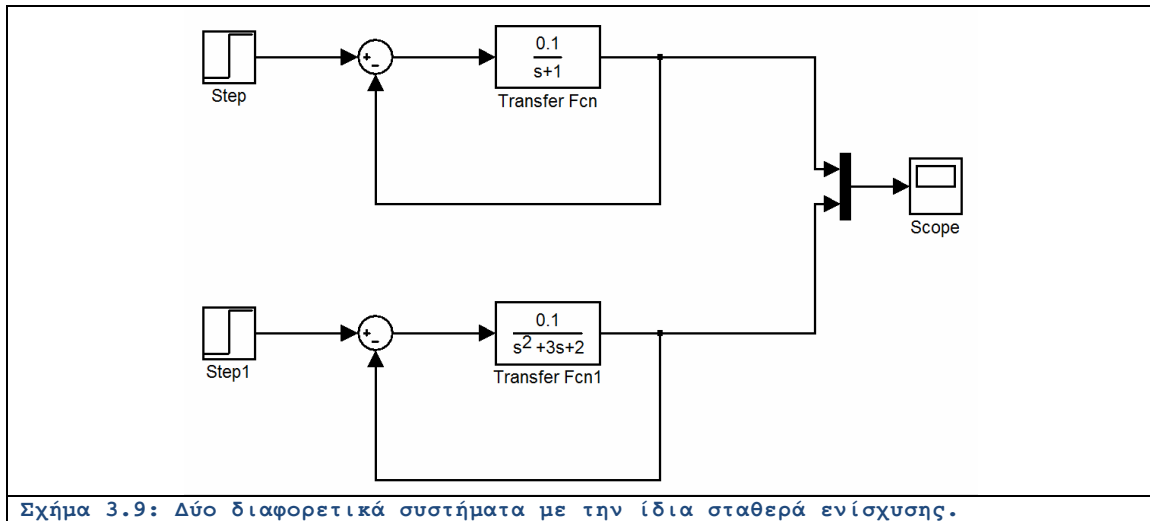 0.1
s+1
Step
Transfer Fcn
Scope
0.1
s2+3s+2
Step1
Transfer Fcn1
Σχήμα 3.9: Δύο διαφορετικά συστήματα με την ίδια σταθερά ενίσχυσης.